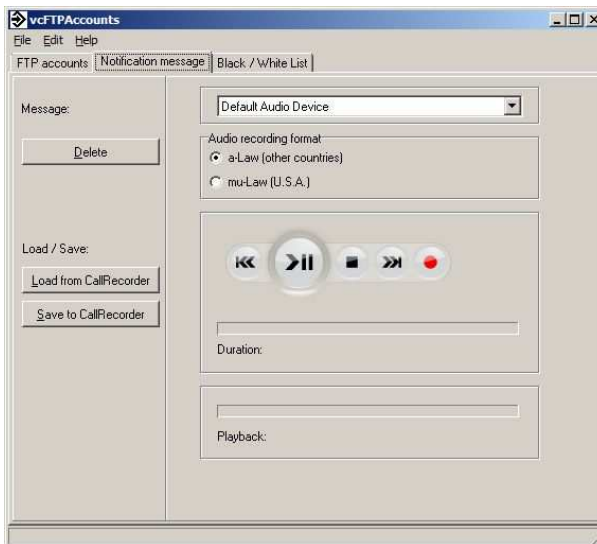 vcFTPAccounts
File Edit Help
FTP accounts Notification message Black / White List
Message:
Default Audio Device
Audio recording format
Delete
a-Law (other countries)
mu-Law (U.S.A.)
Load / Save:
Load from CallRecorder
Save to CallRecorder
Duration:
Playback: